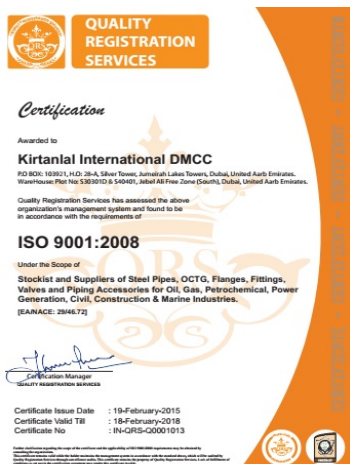 QRS
QUALITY
REGISTRATION
SERVICES
Certification
Awarded to
Kirtanlal International DMCC
P.O BOX: 103921, H.O: 28-A, Silver Tower, Jumeirah Lakes Towers, Dubai, United Aarb Emirates.
WareHouse: Plot No: S30301D & S40401, Jebel Ali Free Zone (South), Dubai, United Aarb Emirates.
Quality Registration Services has assessed the above
organization's management system and found to be
in accordance with the requirements of
ISO 9001:2008
Under the Scope of
Stockist and Suppliers of Steel Pipes, OCTG, Flanges, Fittings,
Valves and Piping Accessories for Oil, Gas, Petrochemical, Power
Generation, Civil, Construction & Marine Industries.
[EA/NACE: 29/46.72]
Certification Manager
QUALITY REGISTRATION SERVICES
Certificate Issue Date : 19-February-2015
Certificate Valid Till : 18-February-2018
Certificate No : IN-QRS-Q0001013